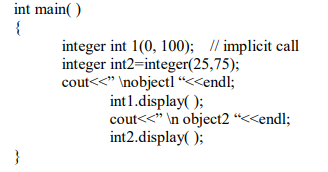 int main( )
{
integer int 1(0, 100);   // implicit call
integer int2=integer(25,75);
cout<<” \nobjectl “<<endl;
int1.display( );
cout<<” \n object2 “<<endl;
int2.display( );
}